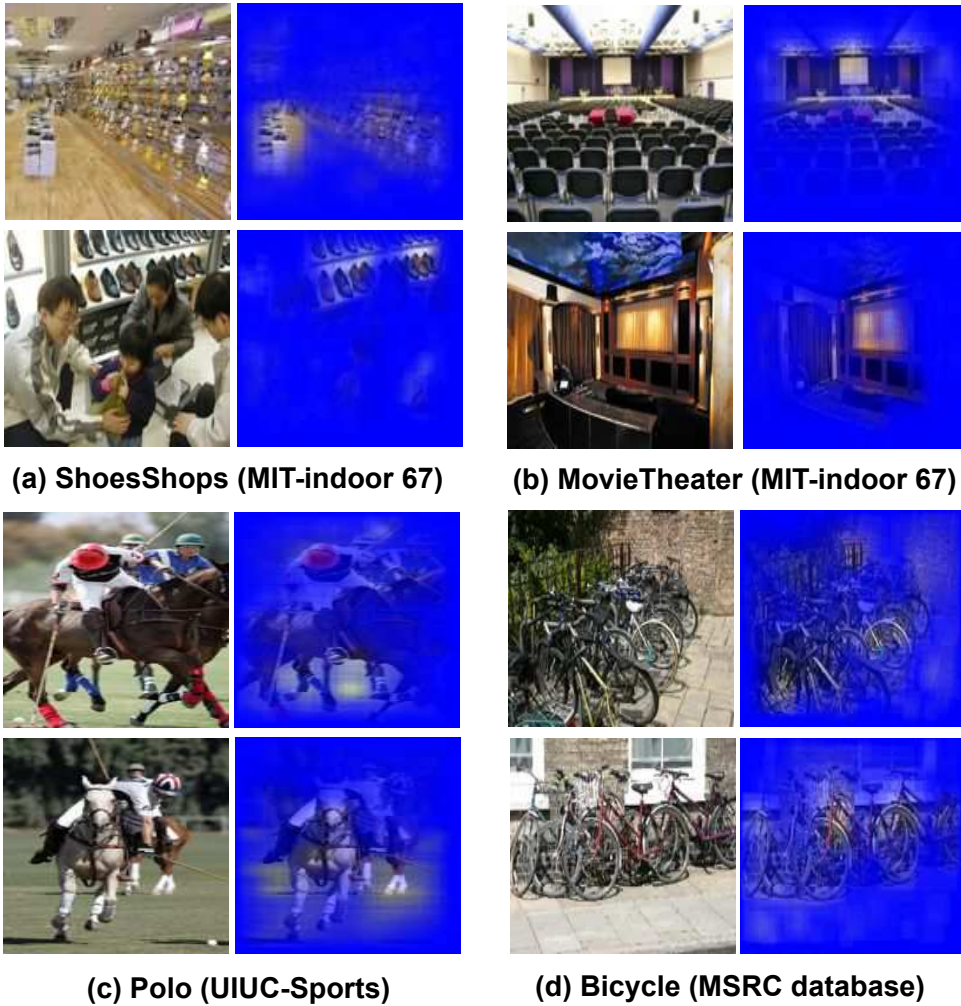 (a) ShoesShops (MIT-indoor 67)
(b) MovieTheater (MIT-indoor 67)
(c) Polo (UIUC-Sports)
(d) Bicycle (MSRC database)